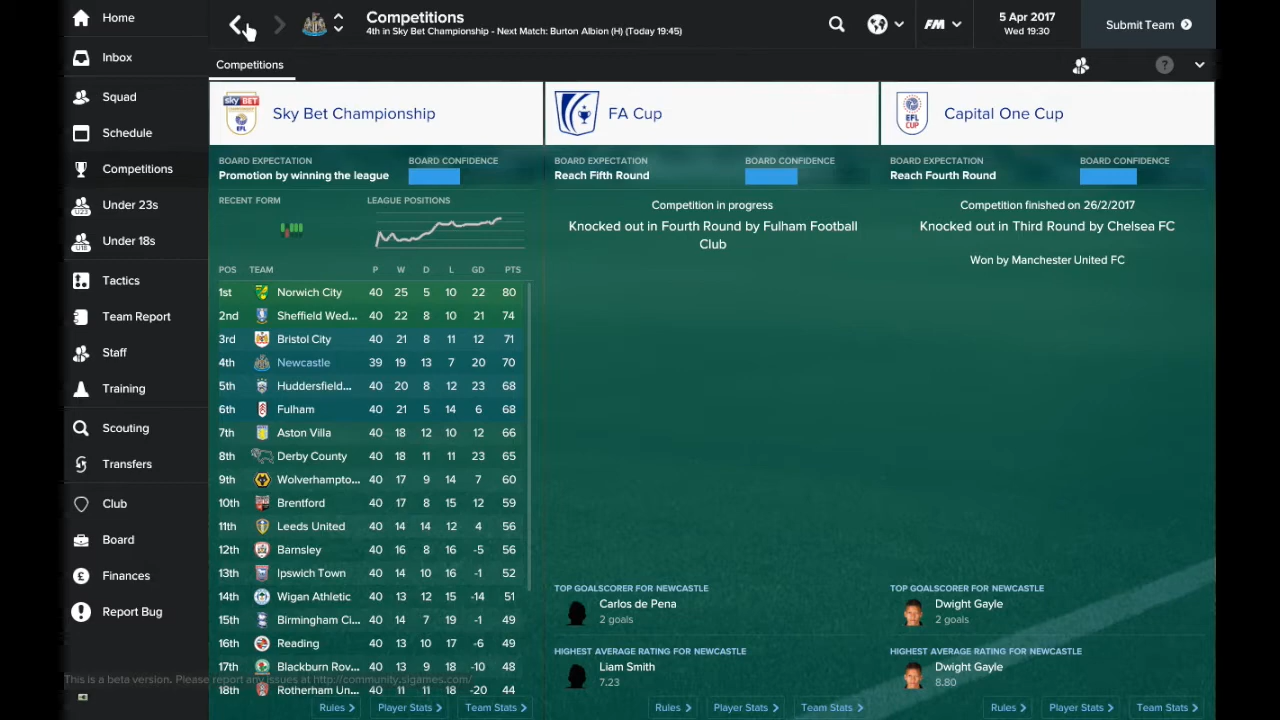 Home
Inbox
Squad
Schedule
Competitions
Under 23s
Under 18s
Tactics
Team Report
Staff
Training
Scouting
Transfers
Club
Board
Finances
Report Bug
This is a beta version. Please report any issues at http://community.sigames.com/
Competitions
4th in Sky Bet Championship - Next Match: Burton Albion (H) (Today 19:45)
FM
5 Apr 2017
Wed 19:30
Submit Team
Competitions
Sky Bet Championship
BOARD EXPECTATION BOARD CONFIDENCE
Promotion by winning the league
RECENT FORM LEAGUE POSITIONS
POS TEAM P W D L GD PTS
1st Norwich City 40 25 5 10 22 80
2nd Sheffield Wed... 40 22 8 10 21 74
3rd Bristol City 40 21 8 11 12 71
4th Newcastle 39 19 13 7 20 70
5th Huddersfield... 40 20 8 12 23 68
6th Fulham 40 21 5 14 6 68
7th Aston Villa 40 18 12 10 12 66
8th Derby County 40 18 11 11 23 65
9th Wolverhampto... 40 17 9 14 7 60
10th Brentford 40 17 8 15 12 59
11th Leeds United 40 14 14 12 4 56
12th Barnsley 40 16 8 16 -5 56
13th Ipswich Town 40 14 10 16 -1 52
14th Wigan Athletic 40 13 12 15 -14 51
15th Birmingham Ci... 40 14 7 19 -1 49
16th Reading 40 13 10 17 -6 49
17th Blackburn Rov... 40 13 9 18 -10 48
18th Rotherham Un... 40 11 11 18 -20 44
Rules Player Stats Team Stats
FA Cup
BOARD EXPECTATION BOARD CONFIDENCE
Reach Fifth Round
Competition in progress
Knocked out in Fourth Round by Fulham Football
Club
TOP GOALSCORER FOR NEWCASTLE
Carlos de Pena
2 goals
HIGHEST AVERAGE RATING FOR NEWCASTLE
Liam Smith
7.23
Rules Player Stats Team Stats
EFL CUP
Capital One Cup
BOARD EXPECTATION BOARD CONFIDENCE
Reach Fourth Round
Competition finished on 26/2/2017
Knocked out in Third Round by Chelsea FC
Won by Manchester United FC
TOP GOALSCORER FOR NEWCASTLE
Dwight Gayle
2 goals
HIGHEST AVERAGE RATING FOR NEWCASTLE
Dwight Gayle
8.80
Rules Player Stats Team Stats